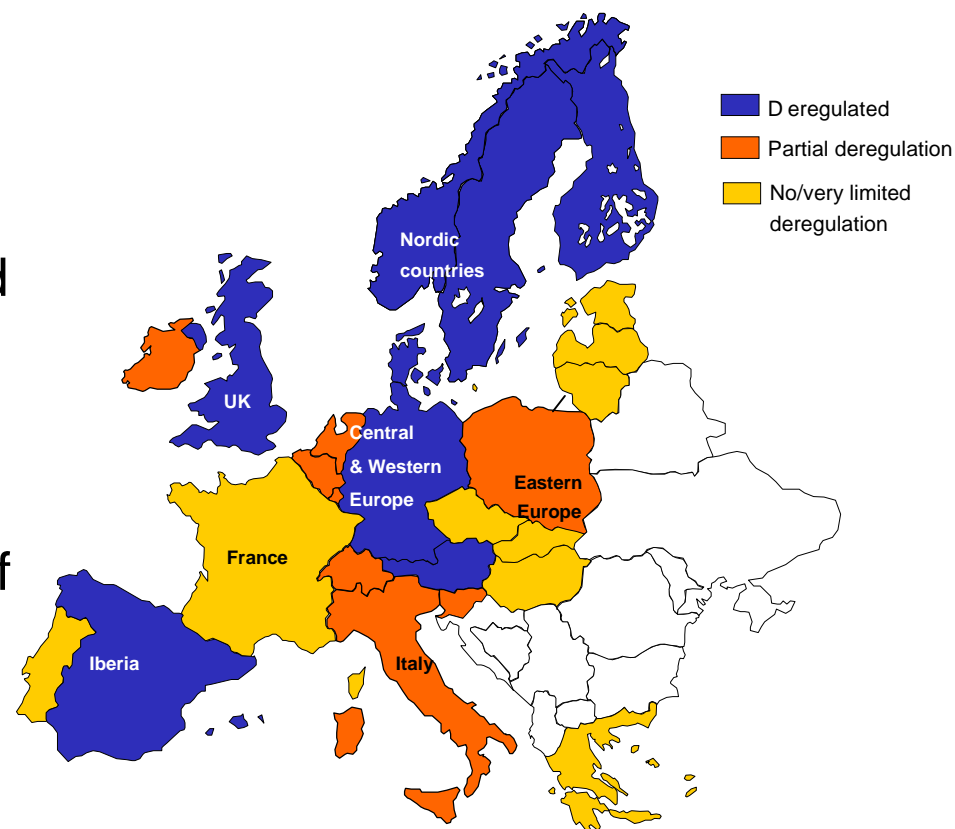 D eregulated
Partial deregulation
No/very limited
deregulation
Nordic
countries
d
UK
Central
& Western
Europe
Eastern
Europe
France
f
Iberia
Italy